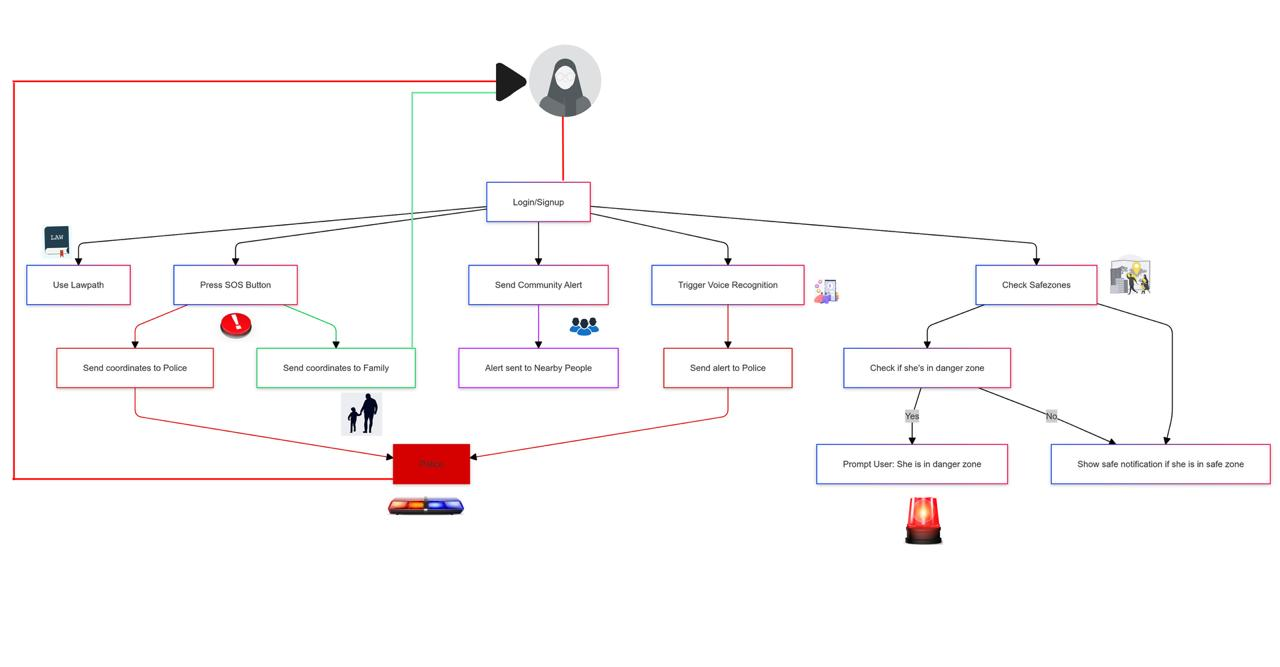 Login/Signup
LAW
Use Lawpath
Press SOS Button
Send Community Alert
Trigger Voice Recognition
Check Safezones
Send coordinates to Police
Send coordinates to Family
Alert sent to Nearby People
Send alert to Police
Check if she's in danger zone
Yes
No
Police
Prompt User: She is in danger zone
Show safe notification if she is in safe zone